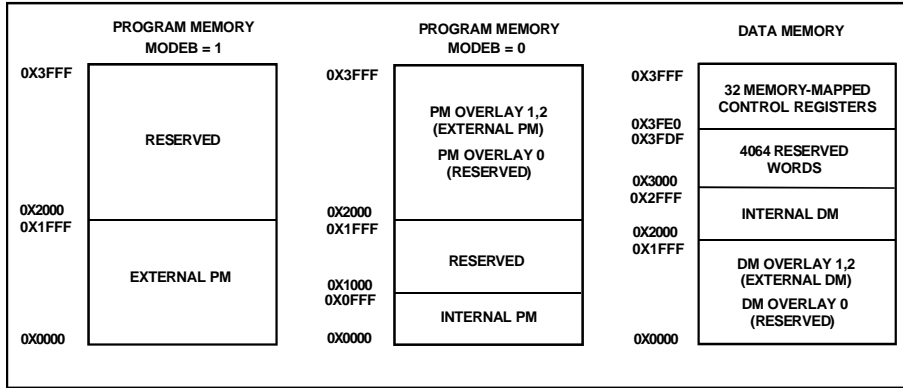 PROGRAM MEMORY
MODEB = 1
0X3FFF
RESERVED
0X2000
0X1FFF
EXTERNAL PM
0X0000
PROGRAM MEMORY
MODEB = 0
0X3FFF
PM OVERLAY 1,2
(EXTERNAL PM)
PM OVERLAY 0
(RESERVED)
0X2000
0X1FFF
RESERVED
0X1000
0X0FFF
INTERNAL PM
0X0000
DATA MEMORY
0X3FFF
32 MEMORY-MAPPED
CONTROL REGISTERS
0X3FE0
0X3FDF
4064 RESERVED
WORDS
0X3000
0X2FFF
INTERNAL DM
0X2000
0X1FFF
DM OVERLAY 1,2
(EXTERNAL DM)
DM OVERLAY 0
(RESERVED)
0X0000